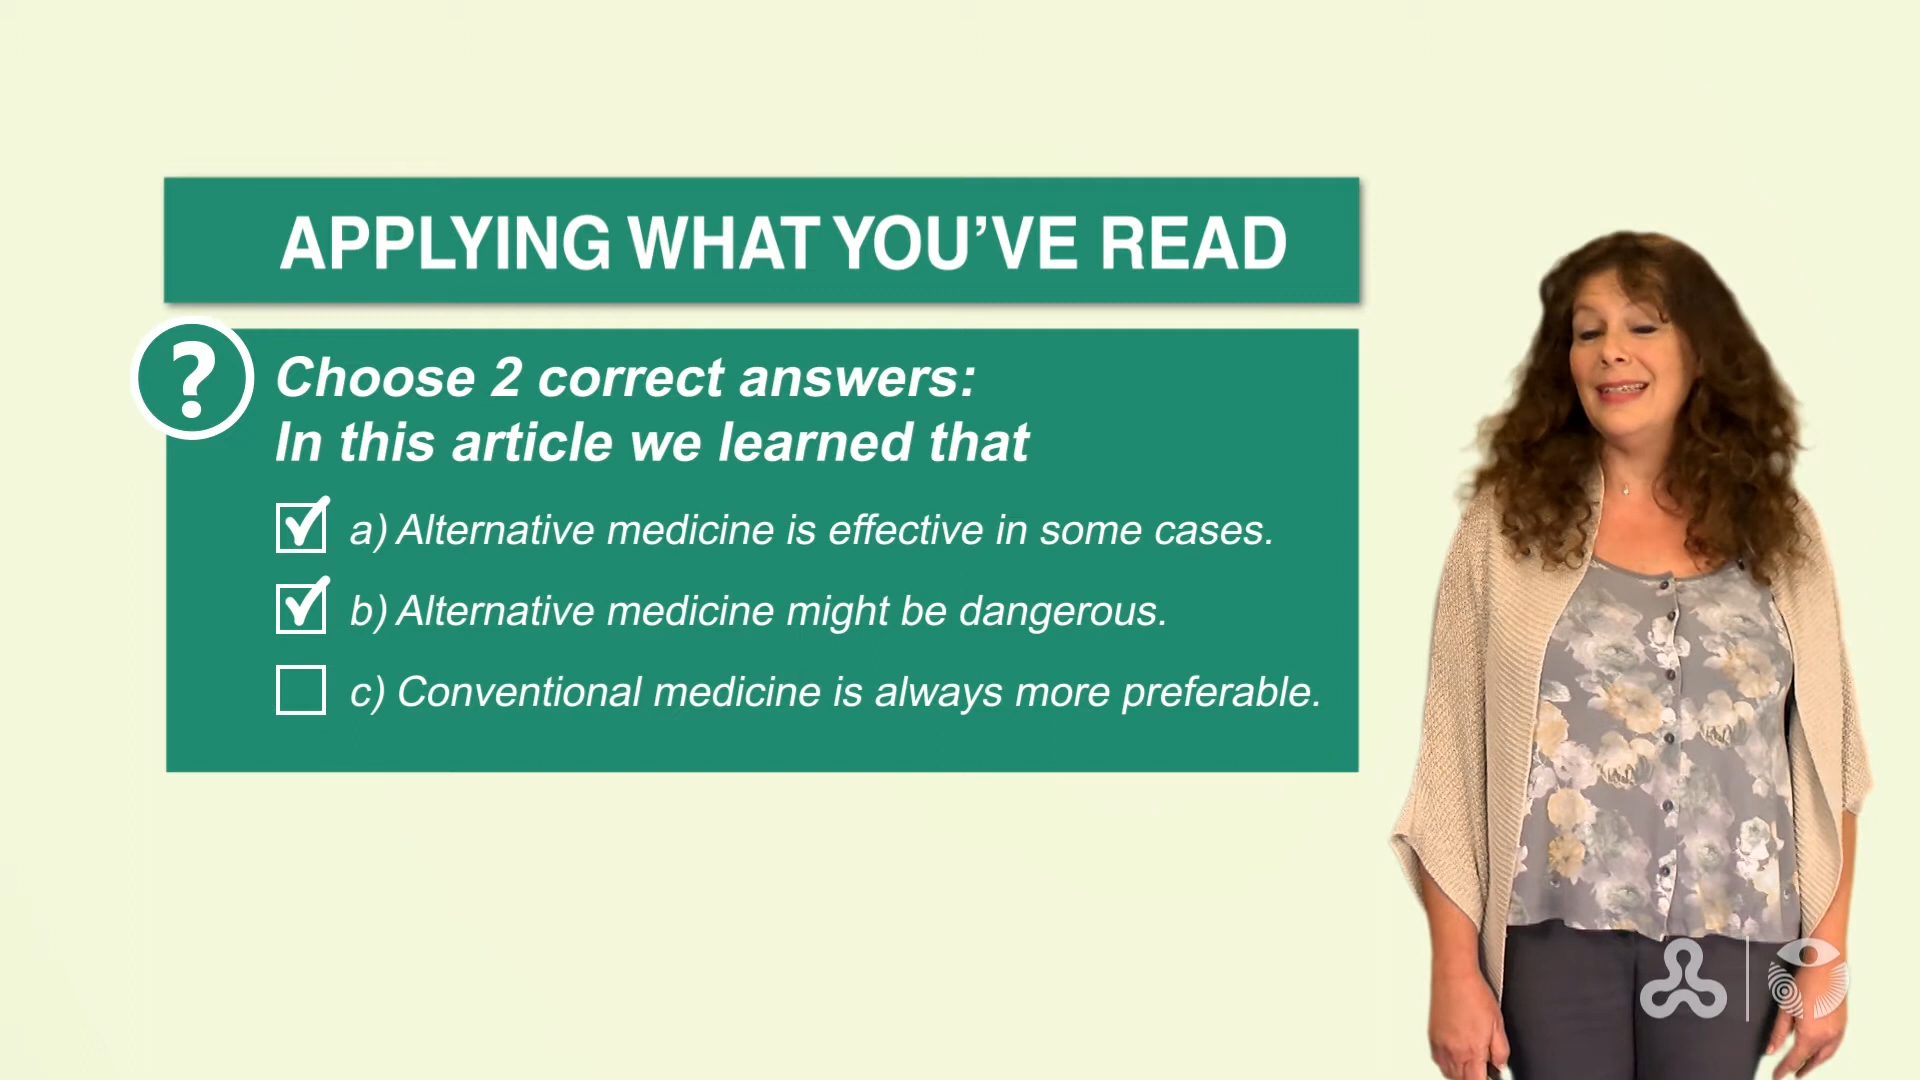 APPLYING WHAT YOU'VE READ
?
Choose 2 correct answers:
In this article we learned that
a) Alternative medicine is effective in some cases.
b) Alternative medicine might be dangerous.
c) Conventional medicine is always more preferable.